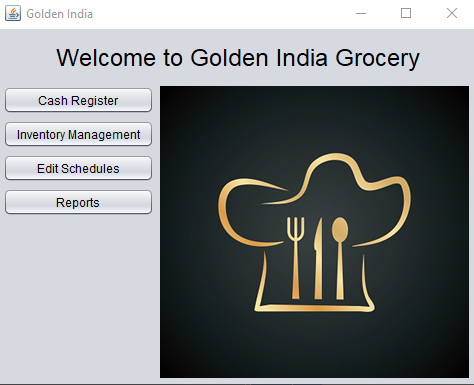 Golden India
Welcome to Golden India Grocery
Cash Register
Inventory Management
Edit Schedules
Reports